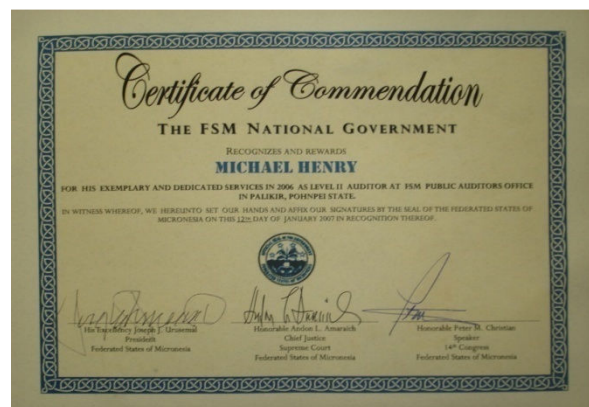 Certificate of Commendation
THE FSM NATIONAL GOVERNMENT
RECOGNIZES AND REWARDS
MICHAEL HENRY
FOR HIS EXEMPLARY AND DEDICATED SERVICES IN 2006 AS LEVEL II AUDITOR AT FSM PUBLIC AUDITORS OFFICE
IN PALIKIR, POHNPEI STATE.
IN WITNESS WHEREOF, WE HEREUNTO SET OUR HANDS AND AFFIX OUR SIGNATURES BY THE SEAL OF THE FEDERATED STATES OF
MICRONESIA ON THIS 12th DAY OF JANUARY 2007 IN RECOGNITION THEREOF.
His Excellency Joseph J. Urusemal
President
Federated States of Micronesia
Honorable Andon L. Amaraich
Chief Justice
Supreme Court
Federated States of Micronesia
Honorable Peter M. Christian
Speaker
14th Congress
Federated States of Micronesia